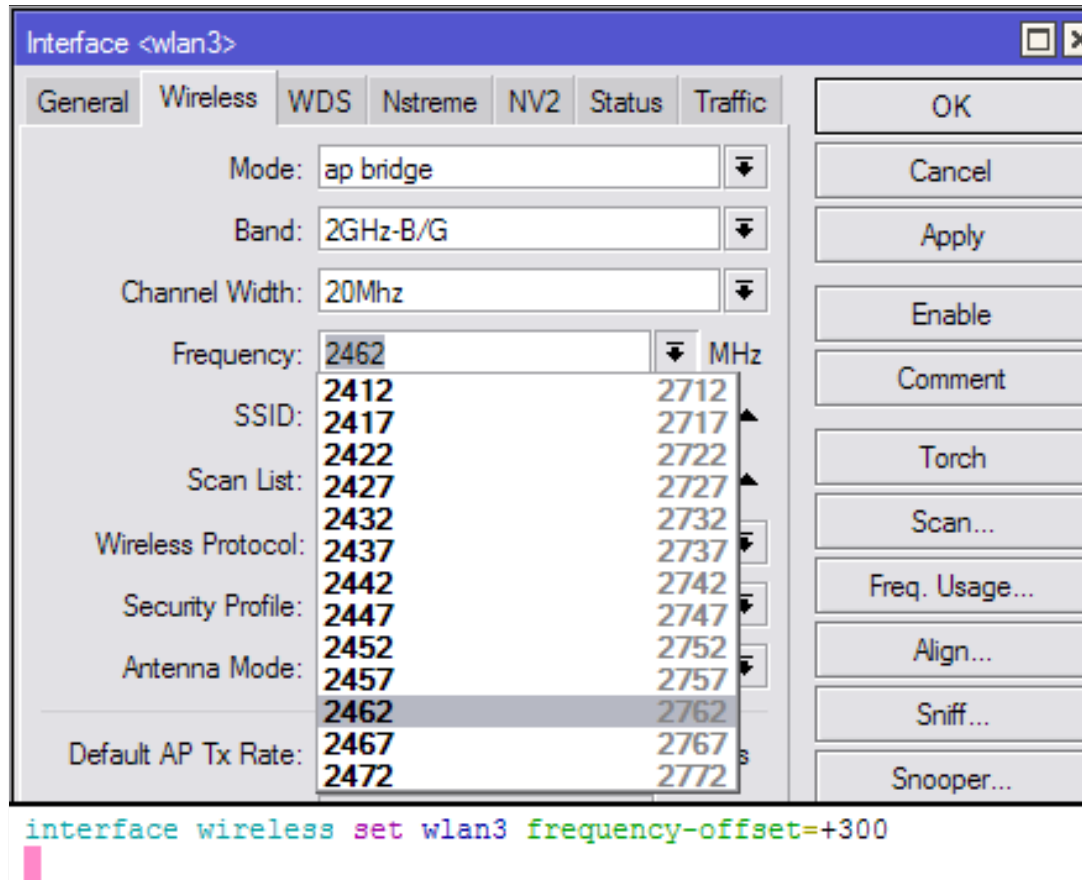 Interface <wlan3>
General Wireless WDS Nstreme NV2 Status Traffic
OK
Mode: ap bridge
Cancel
Band: 2GHz-B/G
Apply
Channel Width: 20Mhz
Enable
Frequency: 2462 MHz
Comment
2412 2712
SSID:
2417 2717
2422 2722
Torch
Scan List:
2427 2727
2432 2732
Scan...
Wireless Protocol:
2437 2737
2442 2742
Freq. Usage...
Security Profile:
2447 2747
2452 2752
Align...
Antenna Mode:
2457 2757
2462 2762
Sniff...
Default AP Tx Rate:
2467 2767
s
2472 2772
Snooper...
interface wireless set wlan3 frequency-offset=+300